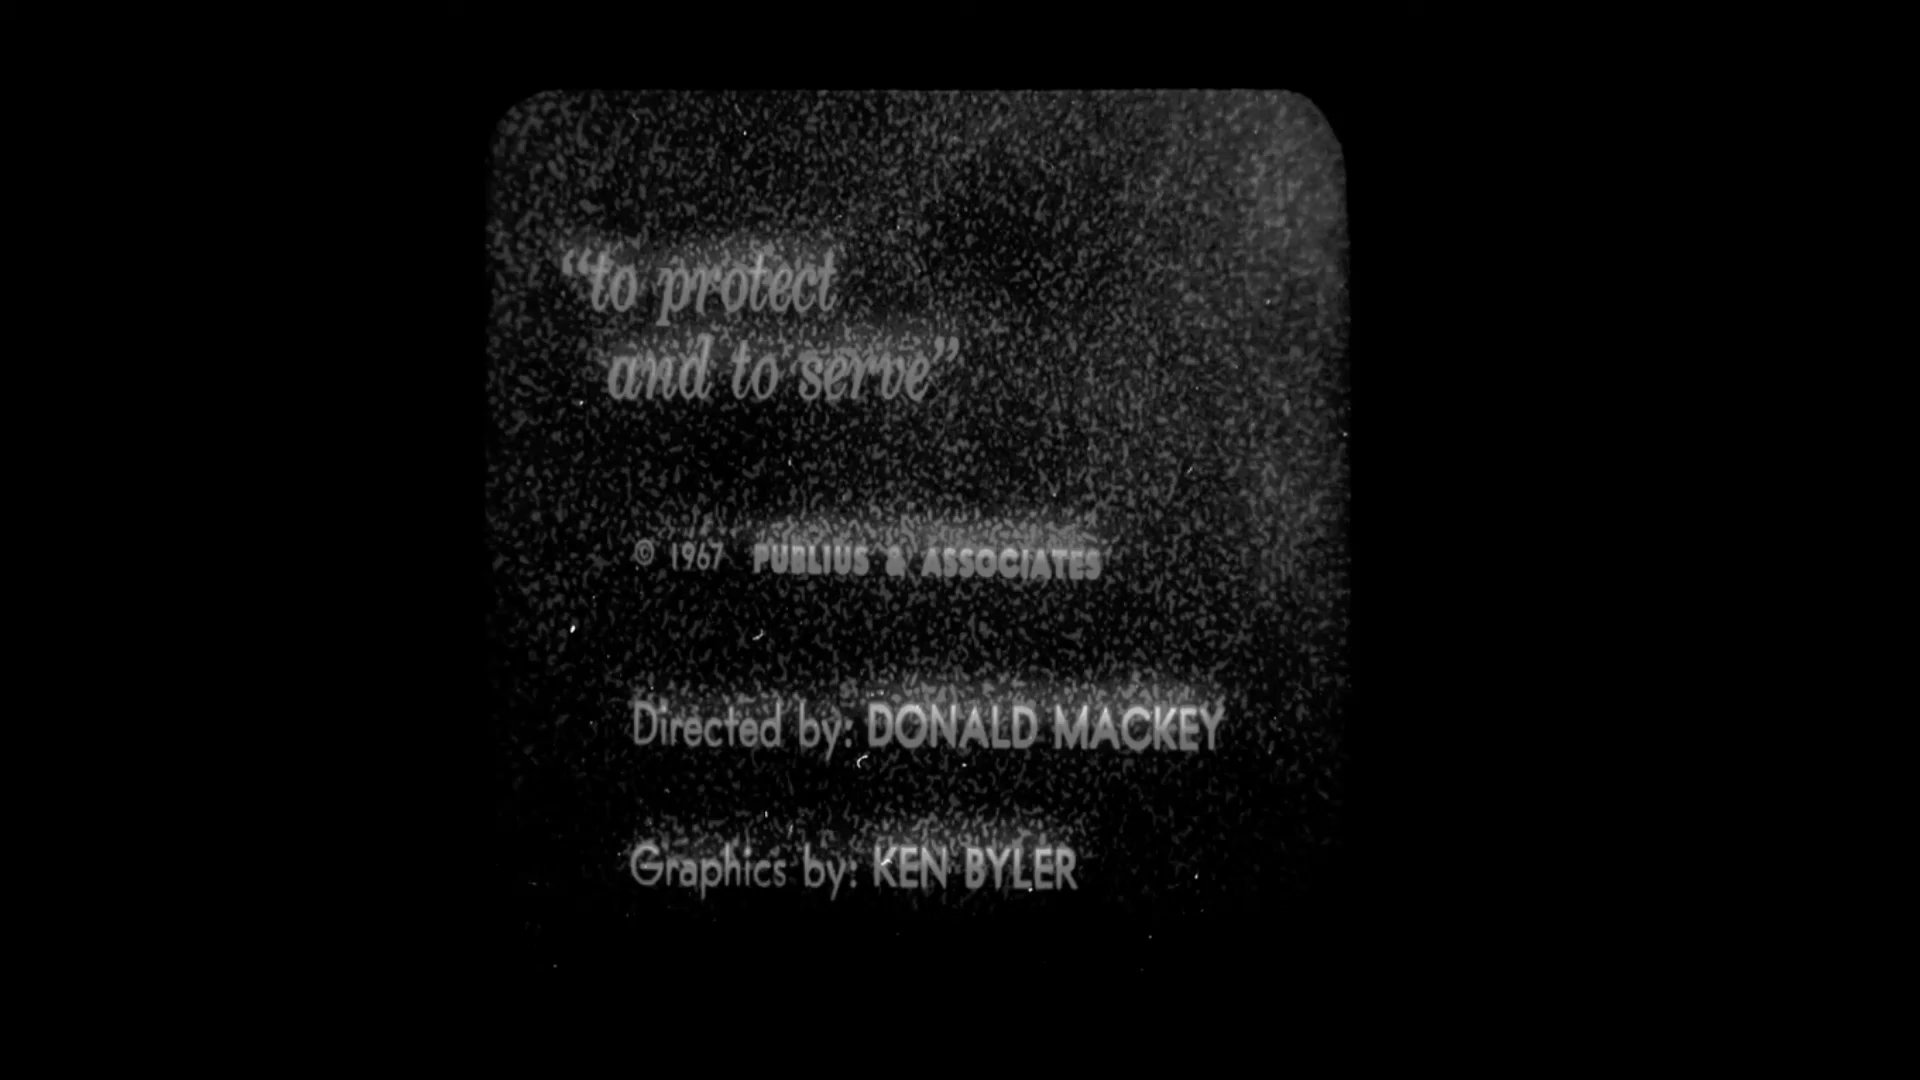 “to protect
and to serve”
© 1967 PUBLIUS & ASSOCIATES
Directed by: DONALD MACKEY
Graphics by: KEN BYLER